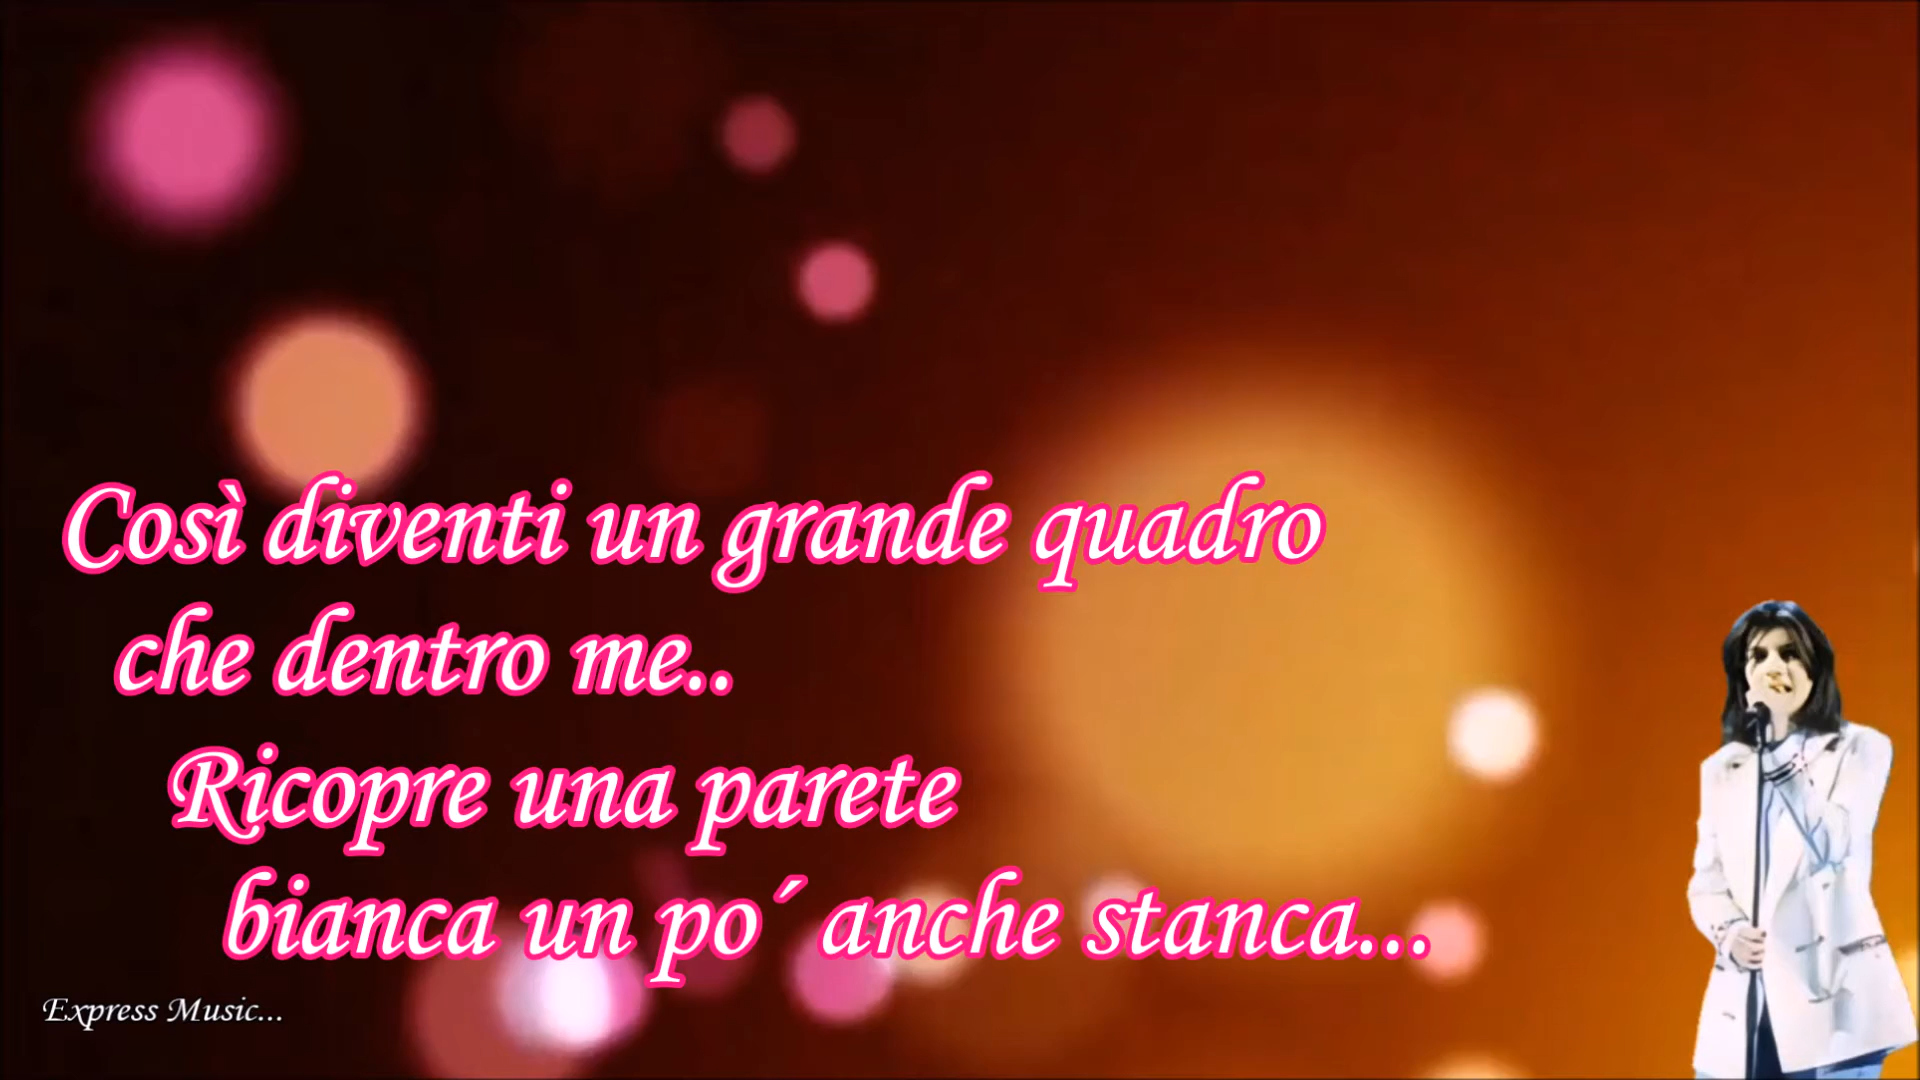 Così diventi un grande quadro
che dentro me..
Ricopre una parete
bianca un po´ anche stanca...
Express Music...